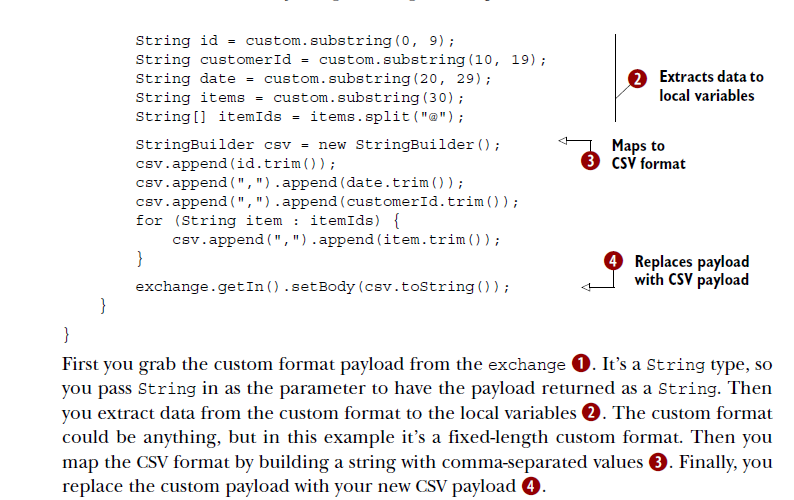 String id = custom.substring(0, 9);
String customerId = custom.substring(10, 19);
String date = custom.substring(20, 29);
String items = custom.substring(30);
String[] itemIds = items.split("@");
2 Extracts data to
local variables
StringBuilder csv = new StringBuilder();
csv.append(id.trim());
csv.append(",").append(date.trim());
csv.append(",").append(customerId.trim());
for (String item : itemIds) {
csv.append(",").append(item.trim());
}
Maps to
3 CSV format
exchange.getIn().setBody(csv.toString());
4 Replaces payload
with CSV payload
}
}
First you grab the custom format payload from the exchange 1. It's a String type, so
you pass String in as the parameter to have the payload returned as a String. Then
you extract data from the custom format to the local variables 2. The custom format
could be anything, but in this example it's a fixed-length custom format. Then you
map the CSV format by building a string with comma-separated values 3. Finally, you
replace the custom payload with your new CSV payload 4.